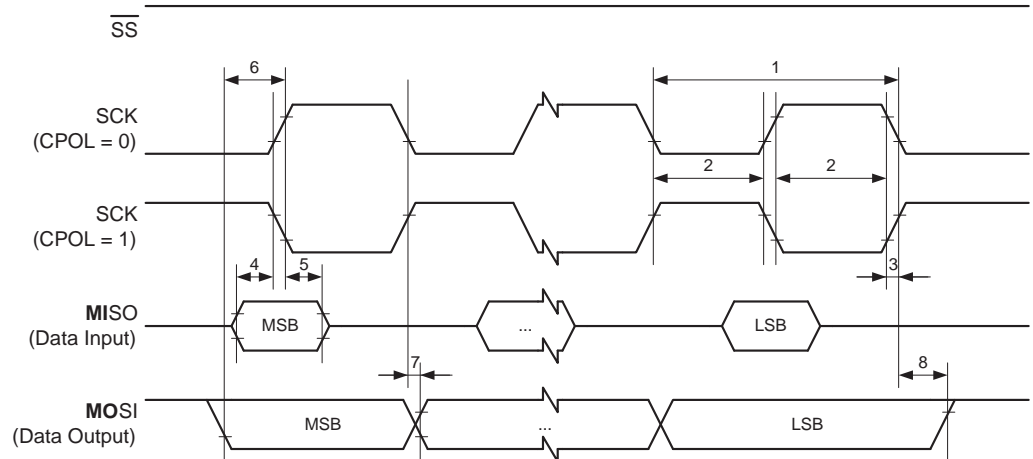 SS
6
1
SCK
(CPOL = 0)
2
2
SCK
(CPOL = 1)
4
5
3
MISO
(Data Input)
MSB
...
LSB
7
8
MOSI
(Data Output)
MSB
...
LSB